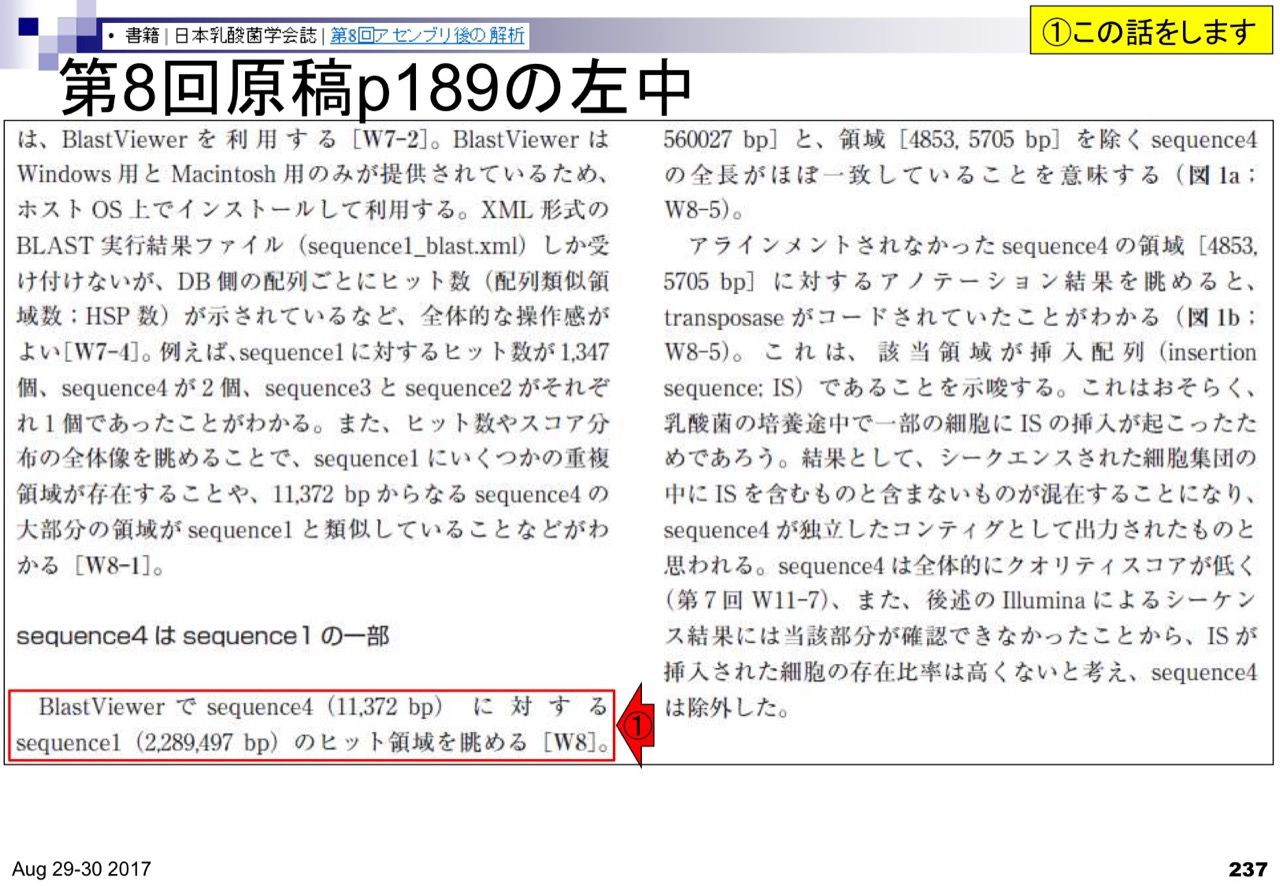 • 書籍 | 日本乳酸菌学会誌 | 第8回アセンブリ後の解析
①この話をします
第8回原稿p189の左中
は、BlastViewer を利用する［W7-2］。BlastViewer は
Windows 用と Macintosh 用のみが提供されているため、
ホスト OS 上でインストールして利用する。XML 形式の
BLAST 実行結果ファイル（sequence1_blast.xml）しか受
け付けないが、DB 側の配列ごとにヒット数（配列類似領
域数；HSP 数）が示されているなど、全体的な操作感が
よい[W7-4]。例えば、sequence1 に対するヒット数が 1,347
個、sequence4 が 2 個、sequence3 と sequence2 がそれぞ
れ 1 個であったことがわかる。また、ヒット数やスコア分
布の全体像を眺めることで、sequence1 にいくつかの重複
領域が存在することや、11,372 bp からなる sequence4 の
大部分の領域が sequence1 と類似していることなどがわ
かる［W8-1］。
sequence4 は sequence1 の一部
BlastViewer で sequence4（11,372 bp） に 対 す る
sequence1（2,289,497 bp）のヒット領域を眺める［W8］。
①
560027 bp］と、領域［4853, 5705 bp］を除く sequence4
の全長がほぼ一致していることを意味する（図 1a；
W8-5）。
アラインメントされなかった sequence4 の領域［4853,
5705 bp］に対するアノテーション結果を眺めると、
transposase がコードされていたことがわかる（図 1b；
W8-5）。これは、該当領域が挿入配列（insertion
sequence; IS）であることを示唆する。これはおそらく、
乳酸菌の培養途中で一部の細胞に IS の挿入が起こったた
めであろう。結果として、シークエンスされた細胞集団の
中に IS を含むものと含まないものが混在することになり、
sequence4 が独立したコンティグとして出力されたものと
思われる。sequence4 は全体的にクオリティスコアが低く
（第 7 回 W11-7）、また、後述の Illumina によるシーケン
ス結果には当該部分が確認できなかったことから、IS が
挿入された細胞の存在比率は高くないと考え、sequence4
は除外した。
Aug 29-30 2017
237